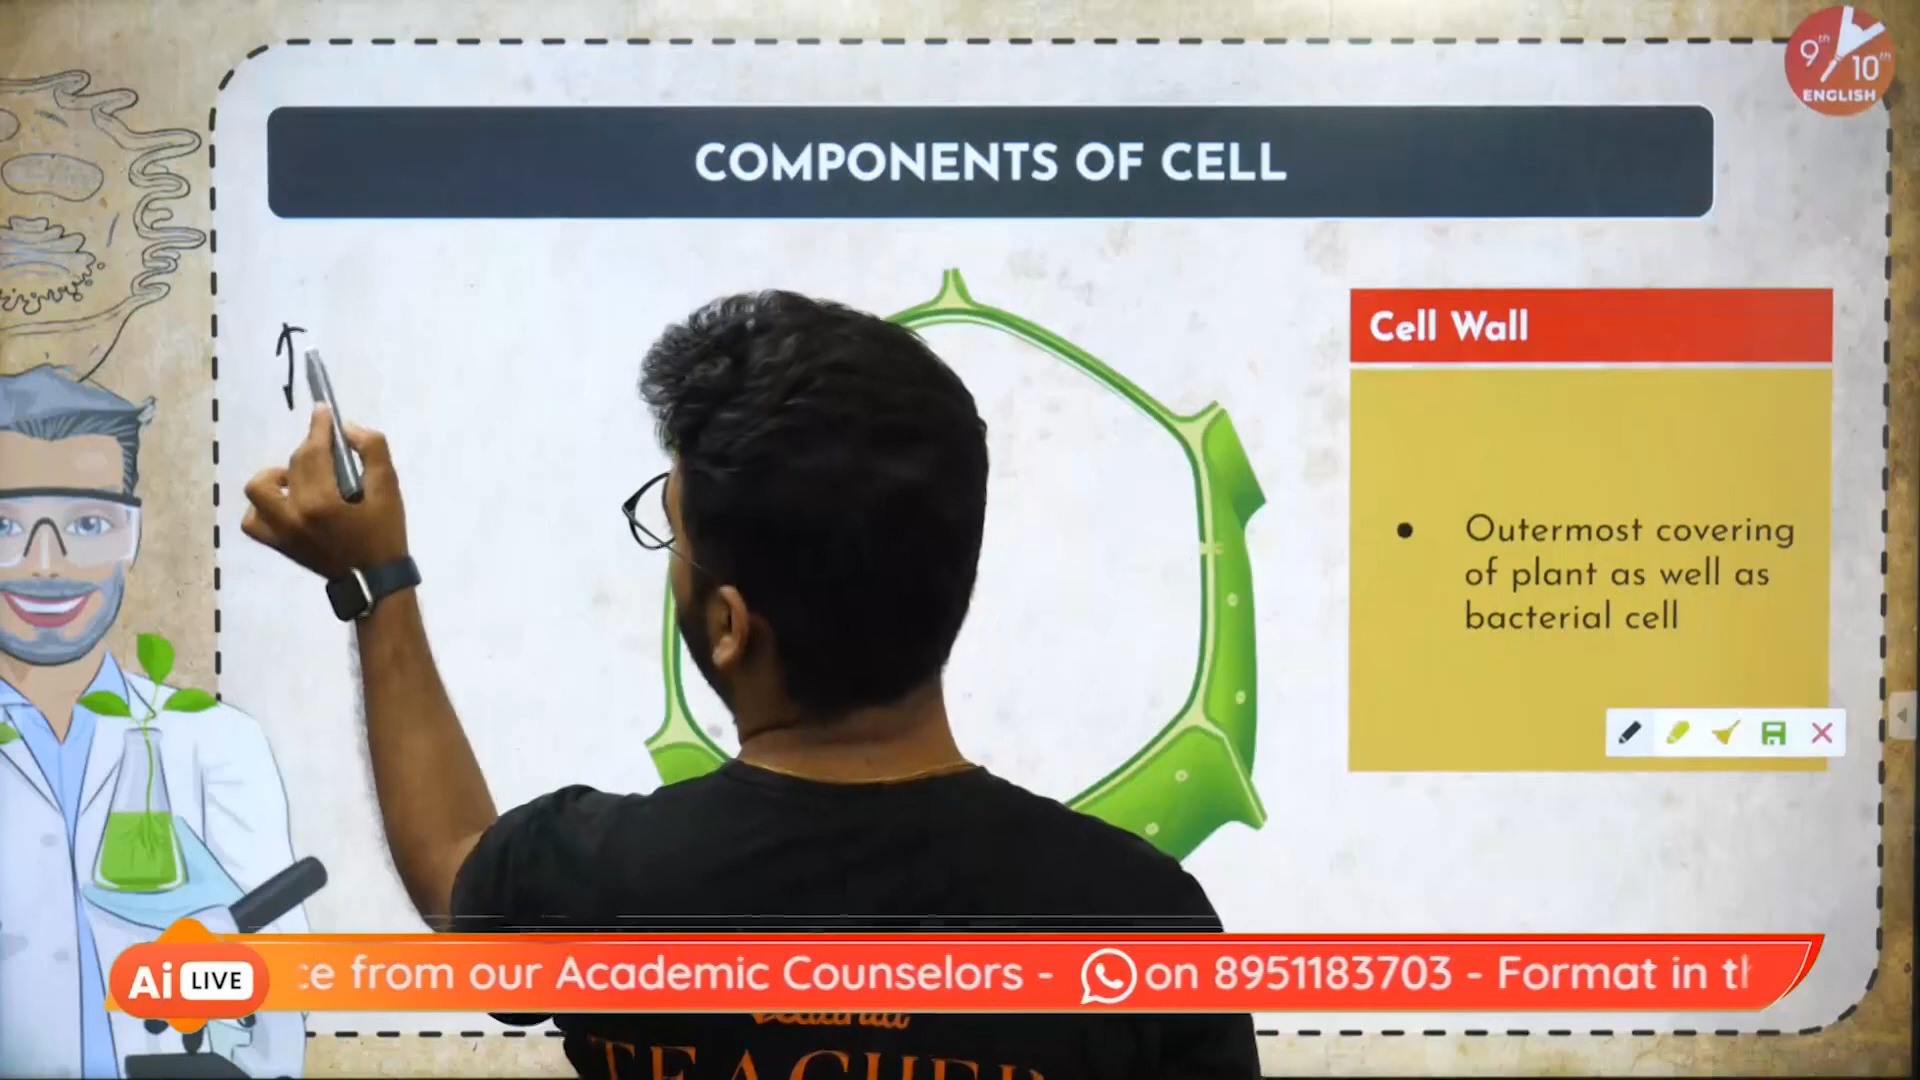 9th
10th
ENGLISH
COMPONENTS OF CELL
Cell Wall
● Outermost covering
of plant as well as
bacterial cell
Ai LIVE
ce from our Academic Counselors - on 8951183703 - Format in th
TEACHER